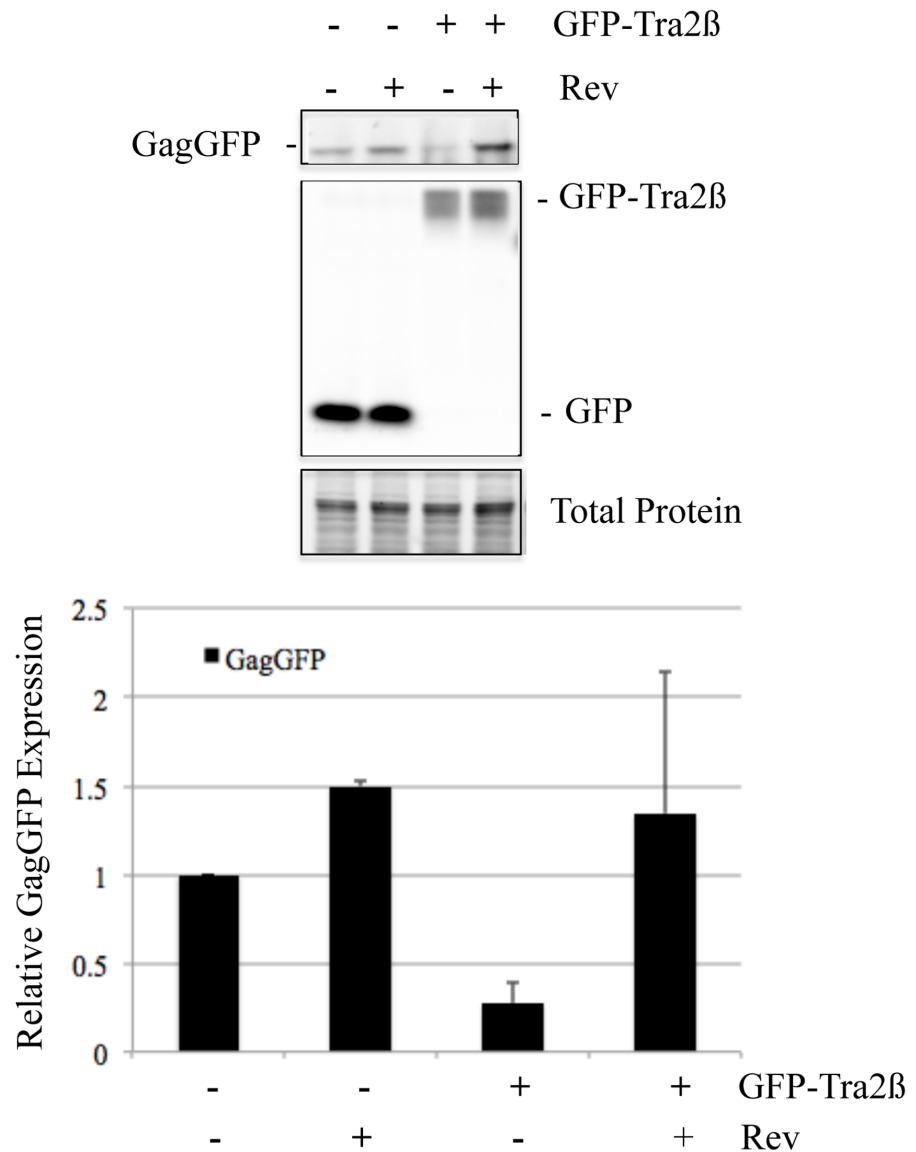 - - + + GFP-Tra2ß
- + - + Rev
GagGFP -
- GFP-Tra2ß
- GFP
Total Protein
Relative GagGFP Expression
2.5
GagGFP
2
1.5
1
0.5
0
- - + + GFP-Tra2ß
- + - + Rev